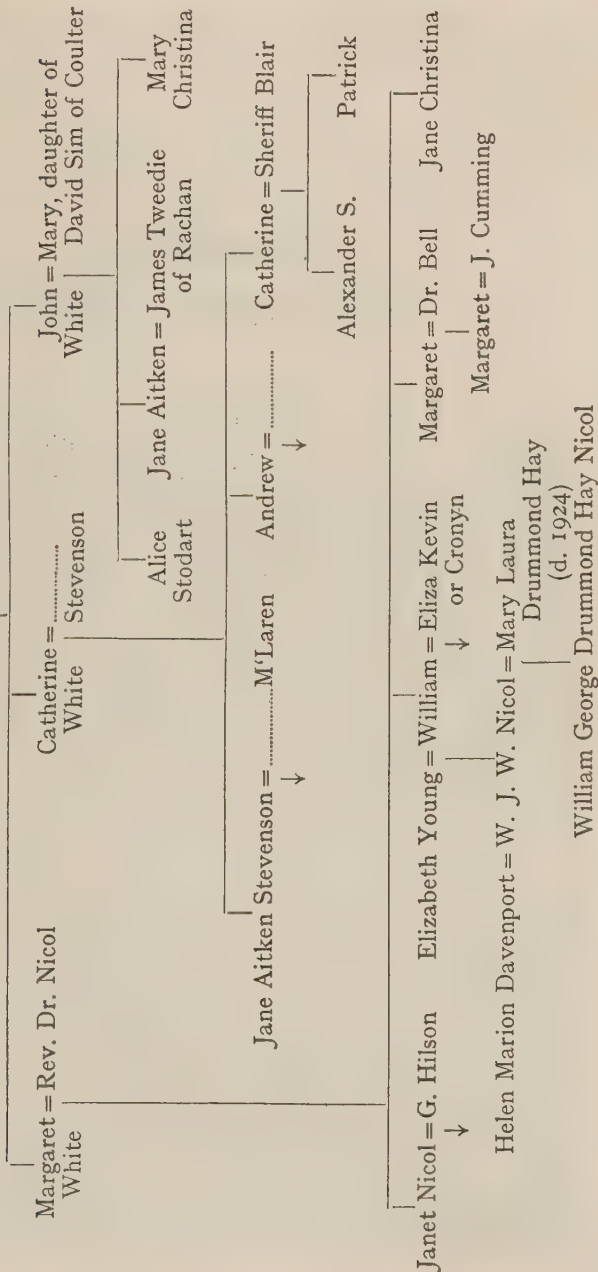 Margaret = Rev. Dr. Nicol
White
Catherine = ...............
White Stevenson
John = Mary, daughter of
White David Sim of Coulter
Alice
Stodart
Jane Aitken = James Tweedie
of Rachan
Mary
Christina
Jane Aitken Stevenson = ............... M‘Laren
↓
Andrew = ...............
↓
Catherine = Sheriff Blair
Alexander S. Patrick
Janet Nicol = G. Hilson
↓
Elizabeth Young = William = Eliza Kevin
↓ or Cronyn
Margaret = Dr. Bell
Jane Christina
Helen Marion Davenport = W. J. W. Nicol = Mary Laura
Drummond Hay
(d. 1924)
Margaret = J. Cumming
William George Drummond Hay Nicol